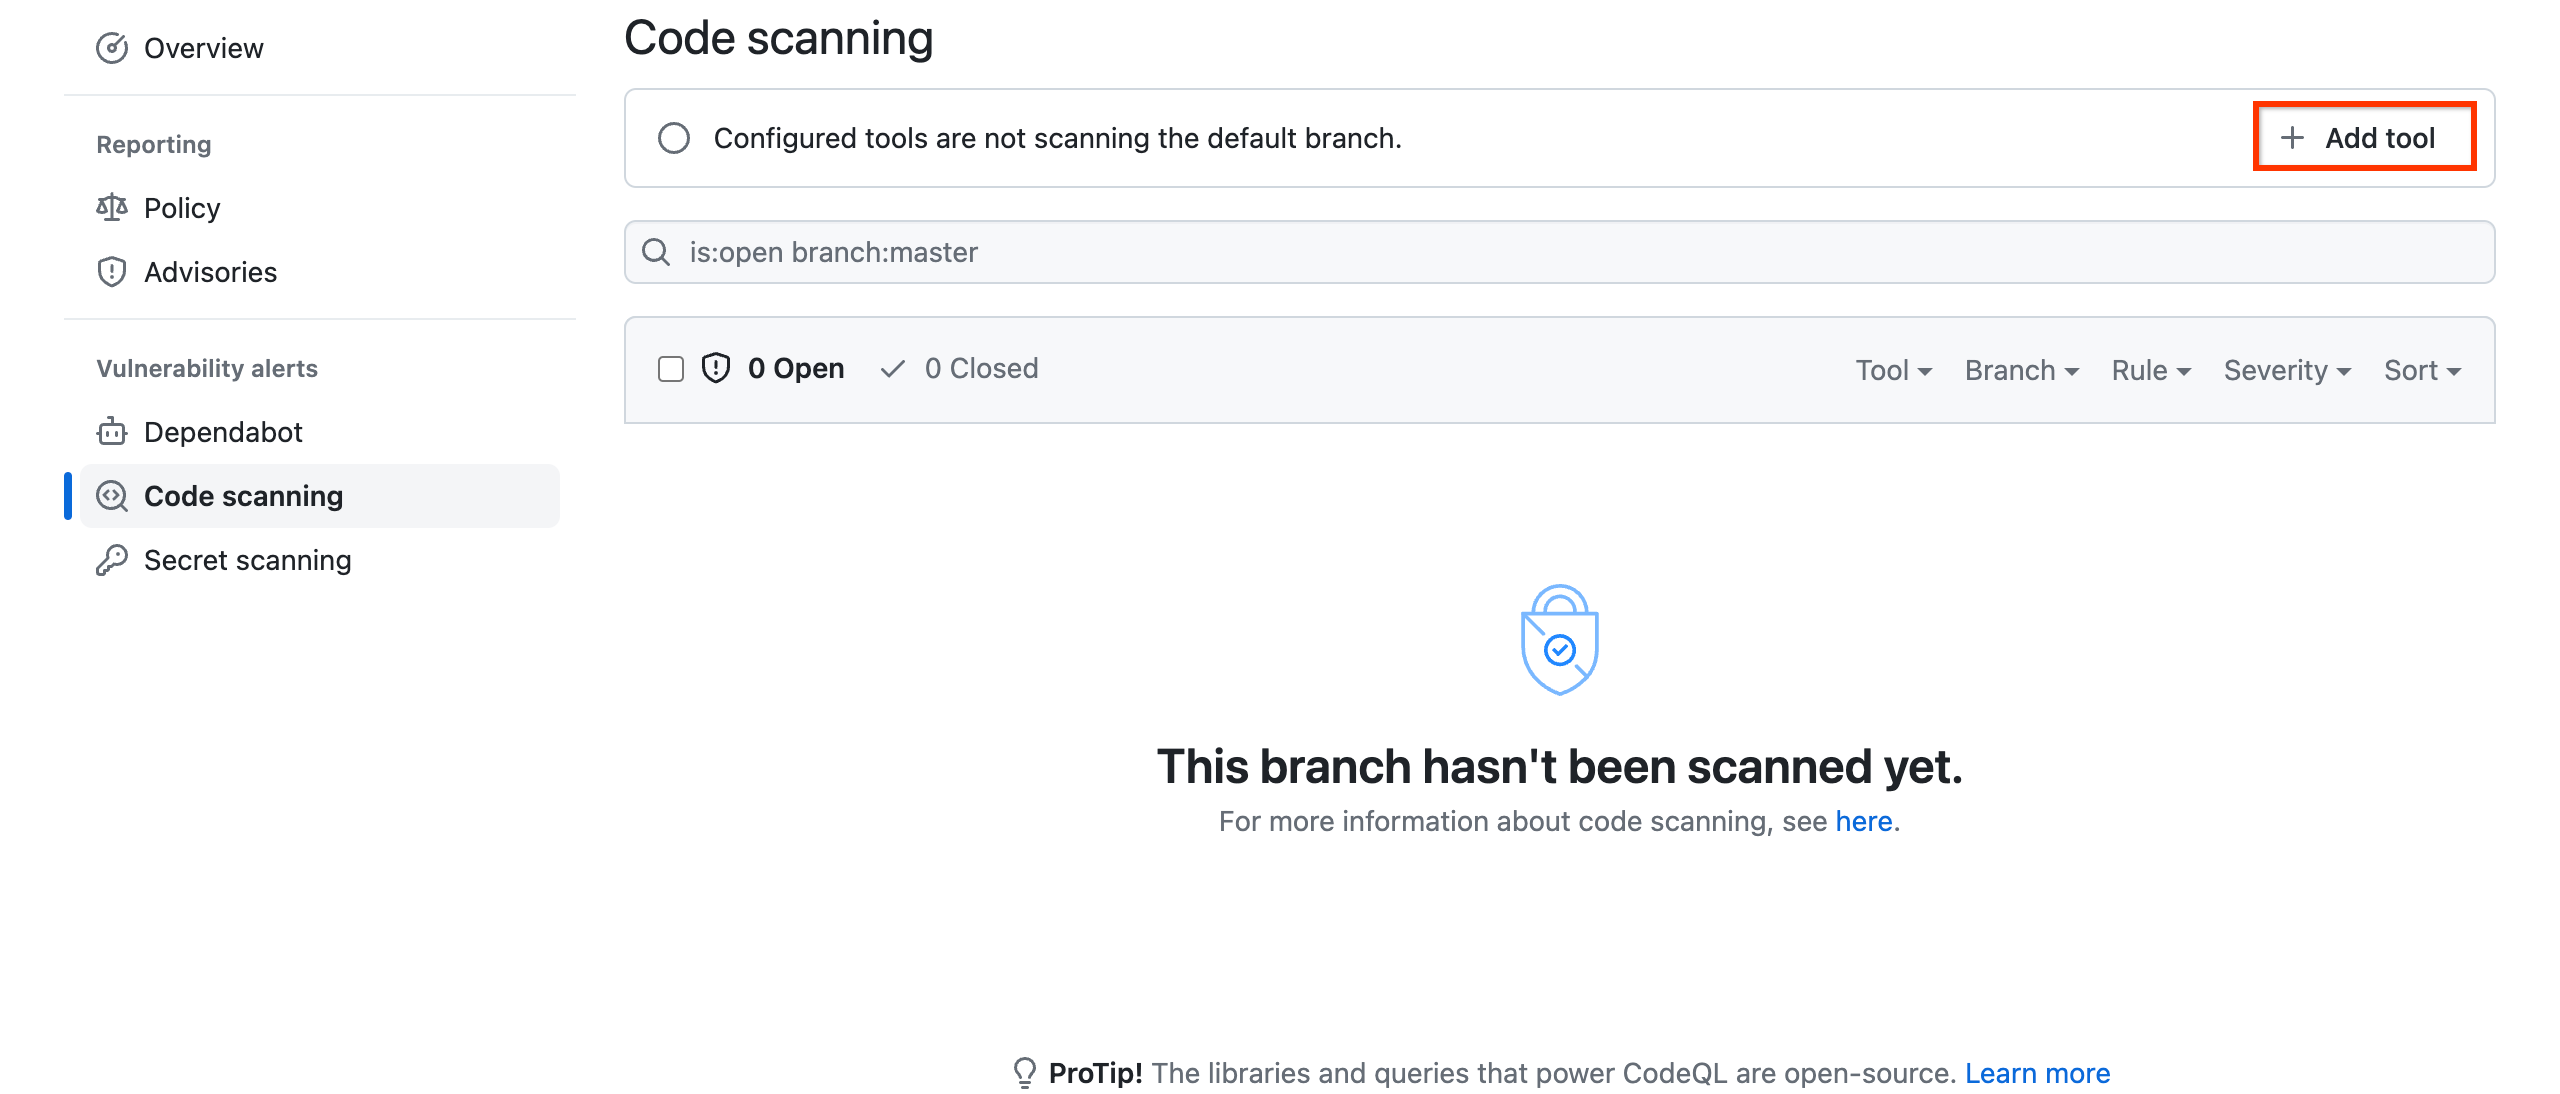 Overview
Reporting
Policy
Advisories
Vulnerability alerts
Dependabot
Code scanning
Secret scanning
Code scanning
Configured tools are not scanning the default branch.
Add tool
is:open branch:master
0 Open 0 Closed
Tool Branch Rule Severity Sort
This branch hasn't been scanned yet.
For more information about code scanning, see here.
ProTip! The libraries and queries that power CodeQL are open-source. Learn more